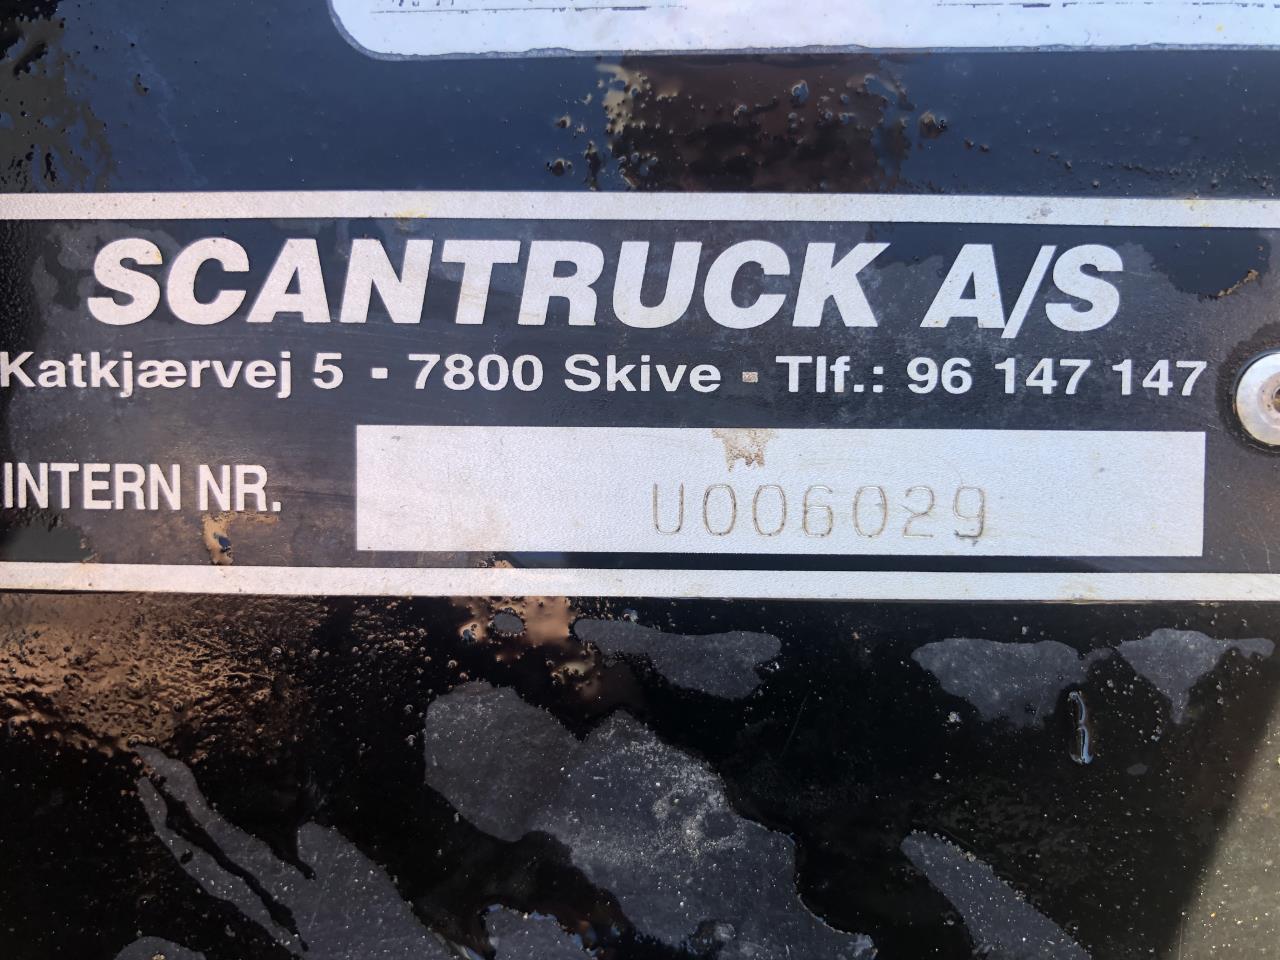 SCANTRUCK A/S
Katkjærvej 5 - 7800 Skive - Tlf.: 96 147 147
INTERN NR. U006029